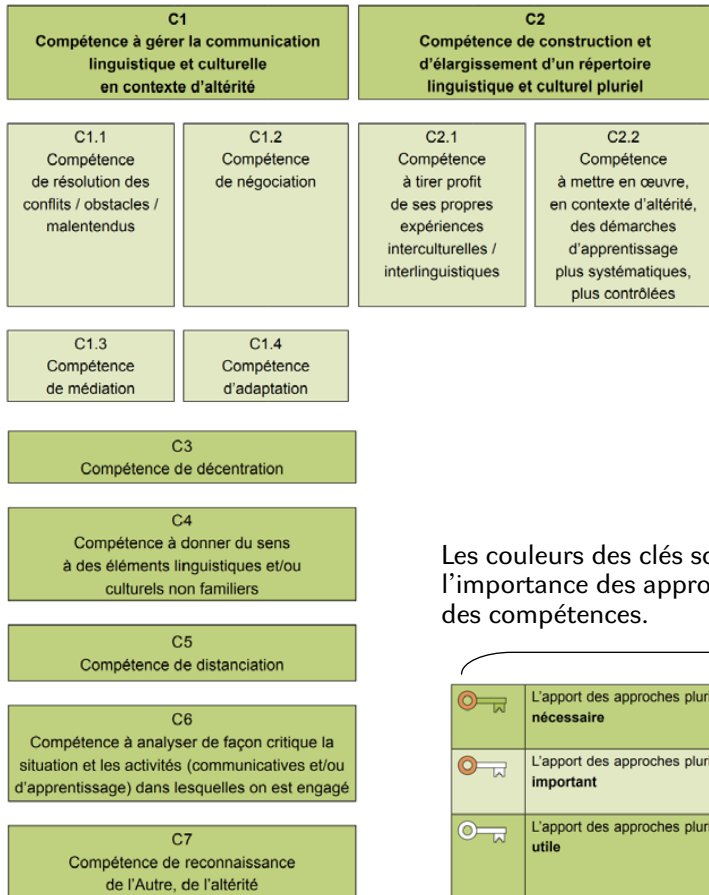 C1
Compétence à gérer la communication
linguistique et culturelle
en contexte d'altérité
C2
Compétence de construction et
d'élargissement d'un répertoire
linguistique et culturel pluriel
C1.1
Compétence
de résolution des
conflits / obstacles /
malentendus
C1.2
Compétence
de négociation
C2.1
Compétence
à tirer profit
de ses propres
expériences
interculturelles /
interlinguistiques
C2.2
Compétence
à mettre en œuvre,
en contexte d'altérité,
des démarches
d'apprentissage
plus systématiques,
plus contrôlées
C1.3
Compétence
de médiation
C1.4
Compétence
d'adaptation
C3
Compétence de décentration
C4
Compétence à donner du sens
à des éléments linguistiques et/ou
culturels non familiers
C5
Compétence de distanciation
C6
Compétence à analyser de façon critique la
situation et les activités (communicatives et/ou
d'apprentissage) dans lesquelles on est engagé
C7
Compétence de reconnaissance
de l'Autre, de l'altérité
Les couleurs des clés
l'importance des
des compétences.
L'apport des approches
nécessaire
L'apport des approches
important
L'apport des approches
utile